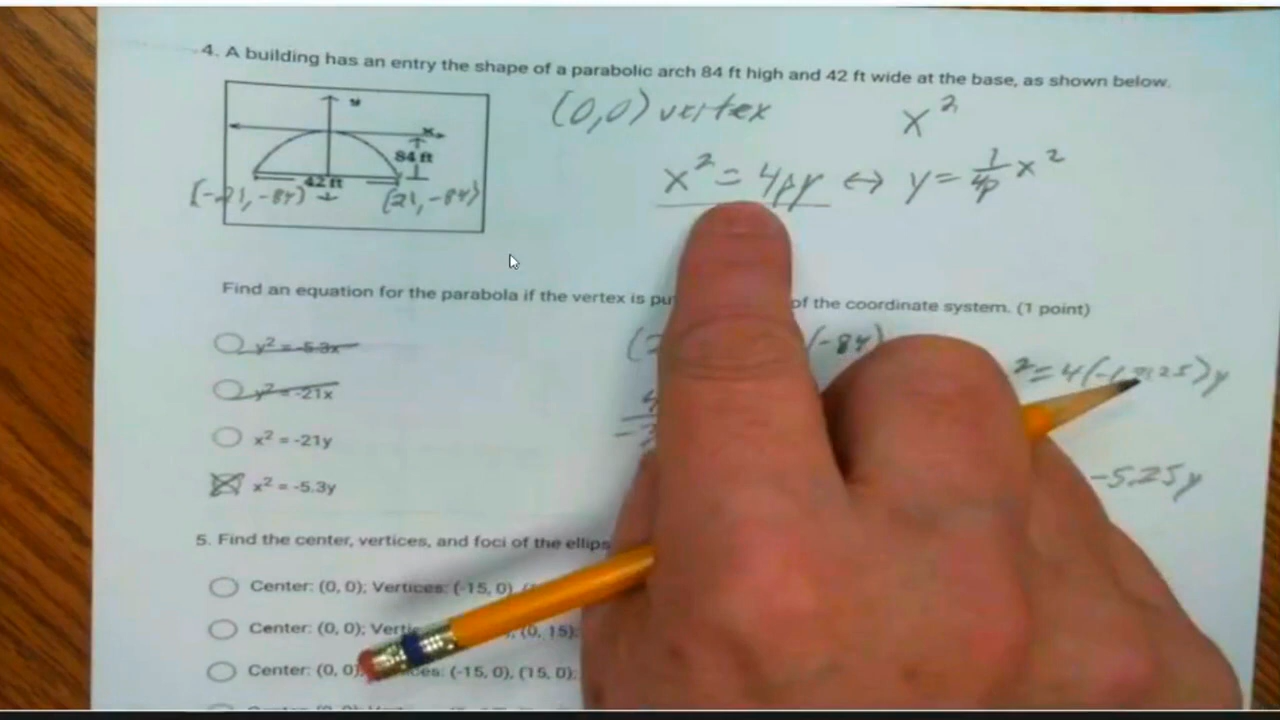 4. A building has an entry the shape of a parabolic arch 84 ft high and 42 ft wide at the base, as shown below.
y
x
84 ft
42 ft
(-21,-84)
(21,-84)
(0,0) vertex
x²
x² = 4py ↔ y = 1/4p x²
Find an equation for the parabola if the vertex is of the coordinate system. (1 point)
y² = -5.3x
y² = -21x
x² = -21y
x² = -5.3y
(-84)
² = 4( )y
-5.25y
5. Find the center, vertices, and foci of the
Center: (0, 0); Vertices: (-15, 0),
Center: (0, 0); (0, 15);
Center: (0, 0) (-15, 0), (15, 0);